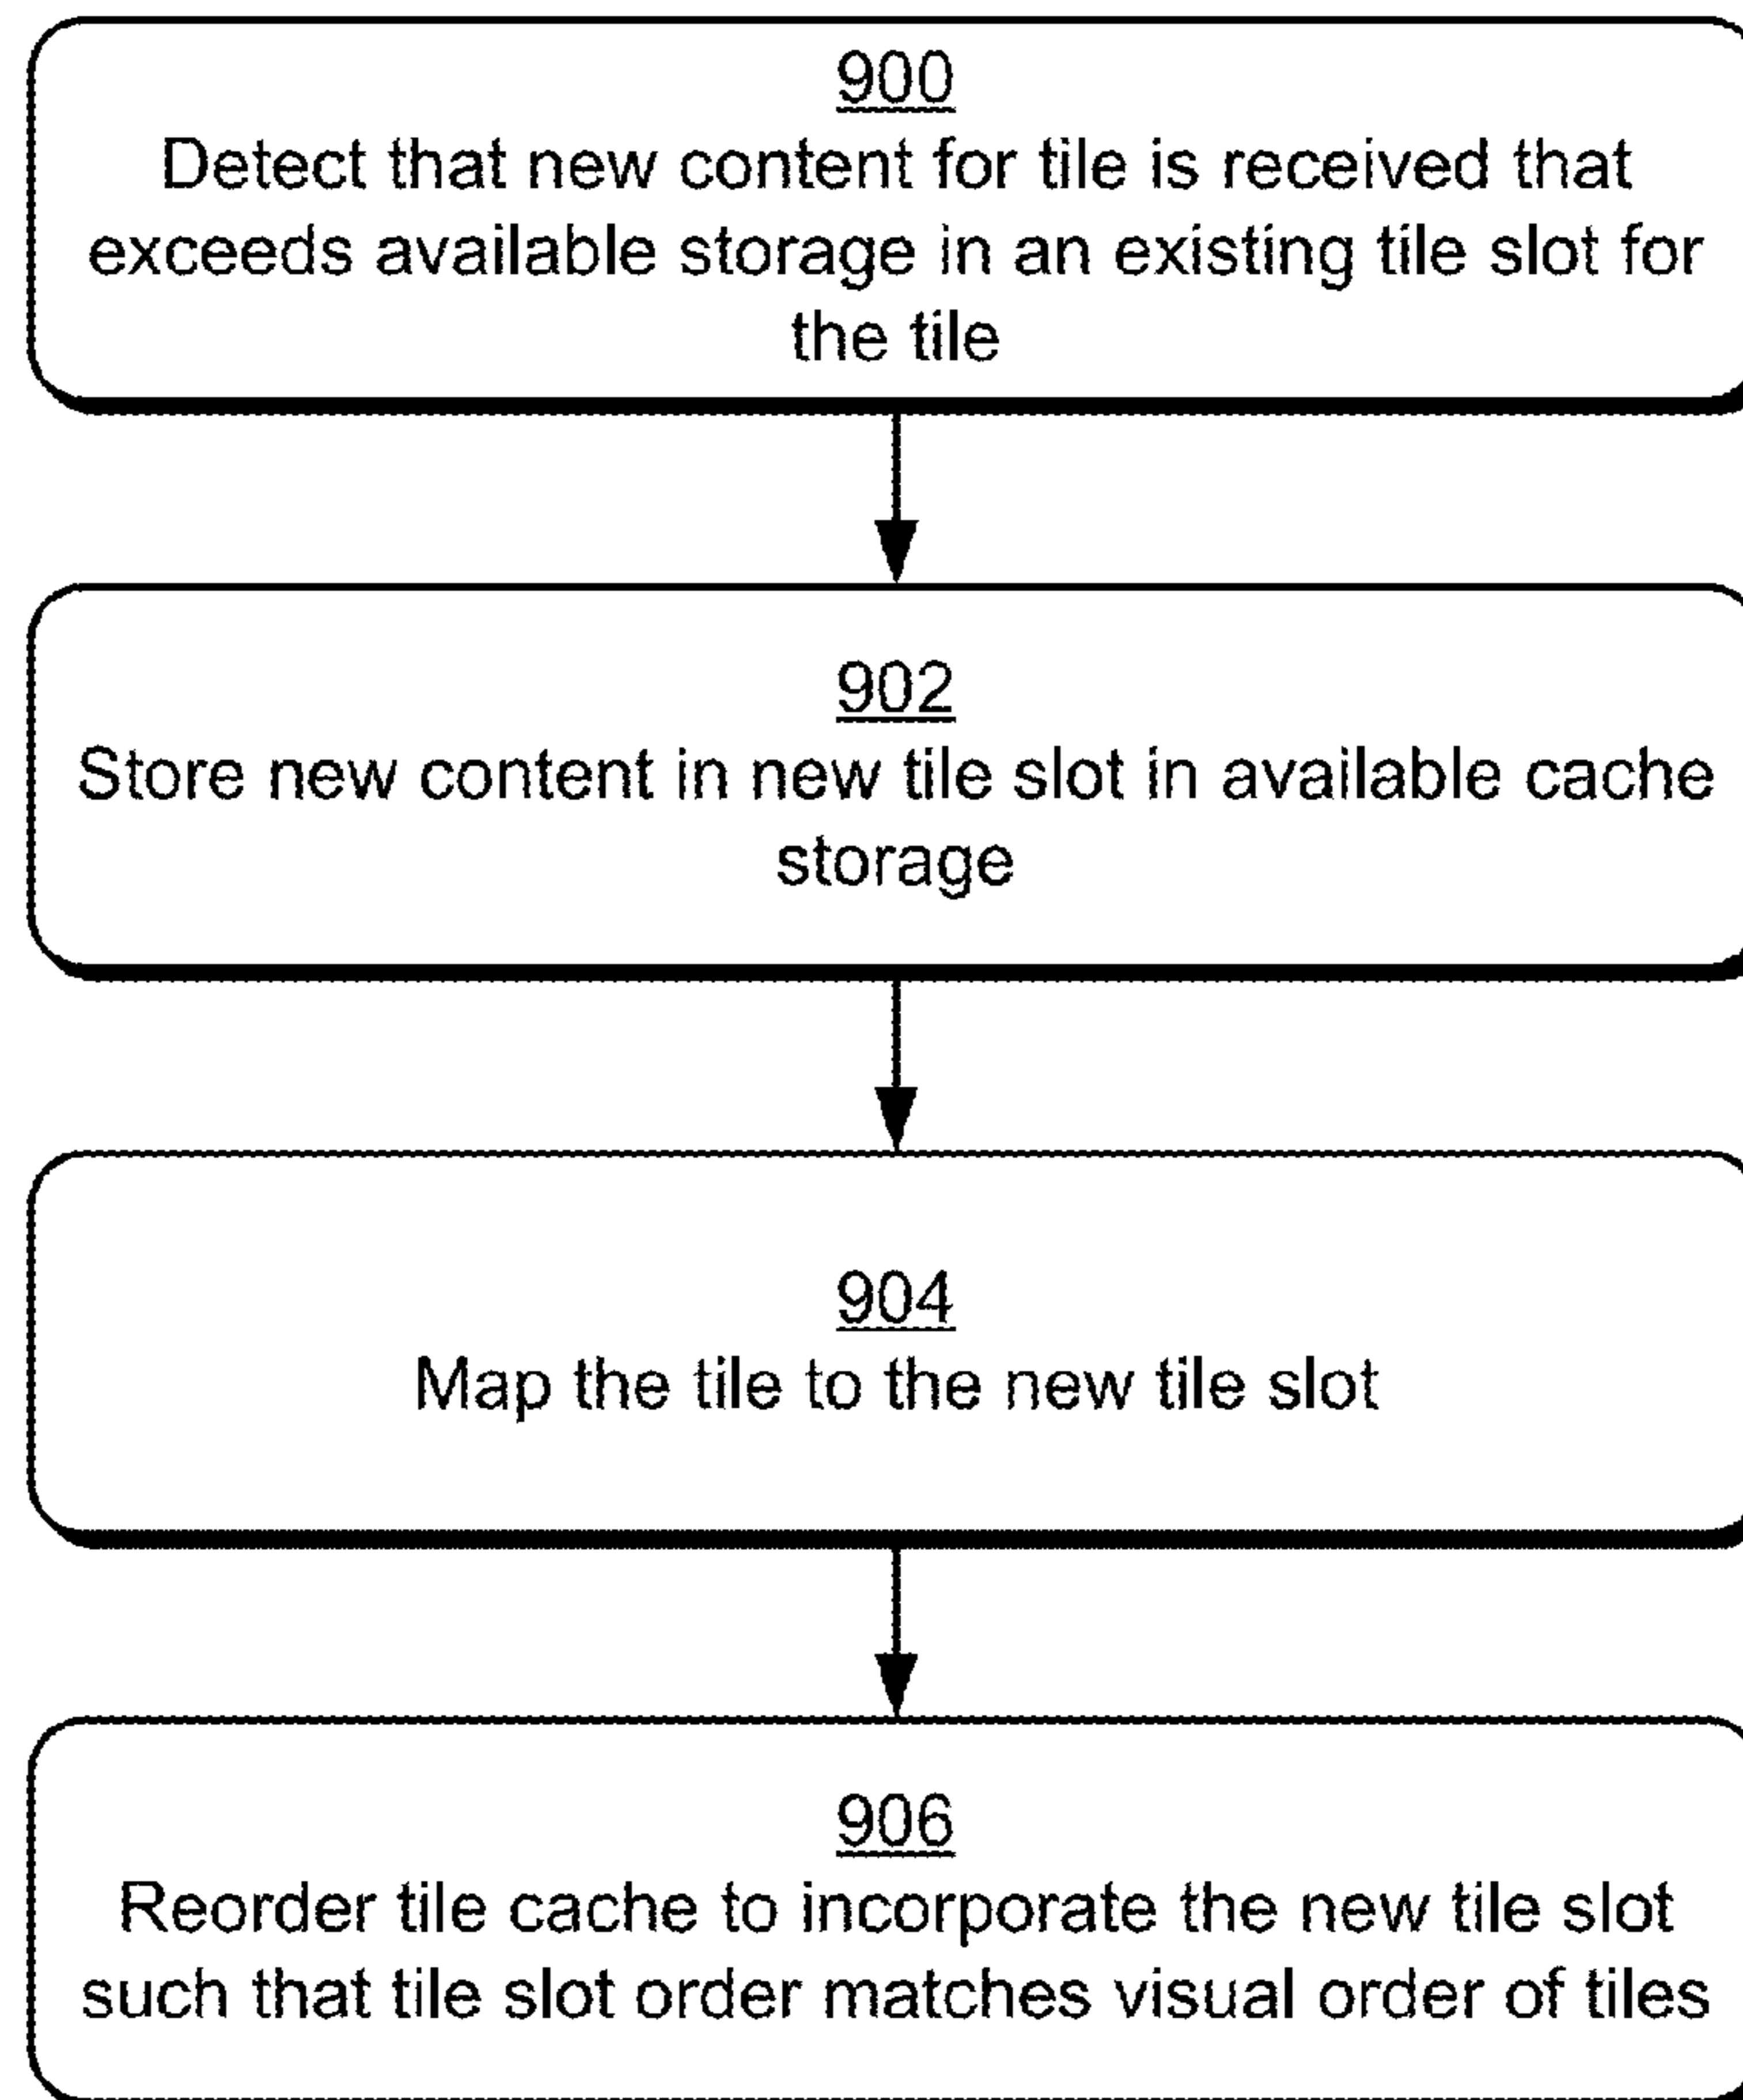 900
Detect that new content for tile is received that
exceeds available storage in an existing tile slot for
the tile
902
Store new content in new tile slot in available cache
storage
904
Map the tile to the new tile slot
906
Reorder tile cache to incorporate the new tile slot
such that tile slot order matches visual order of tiles